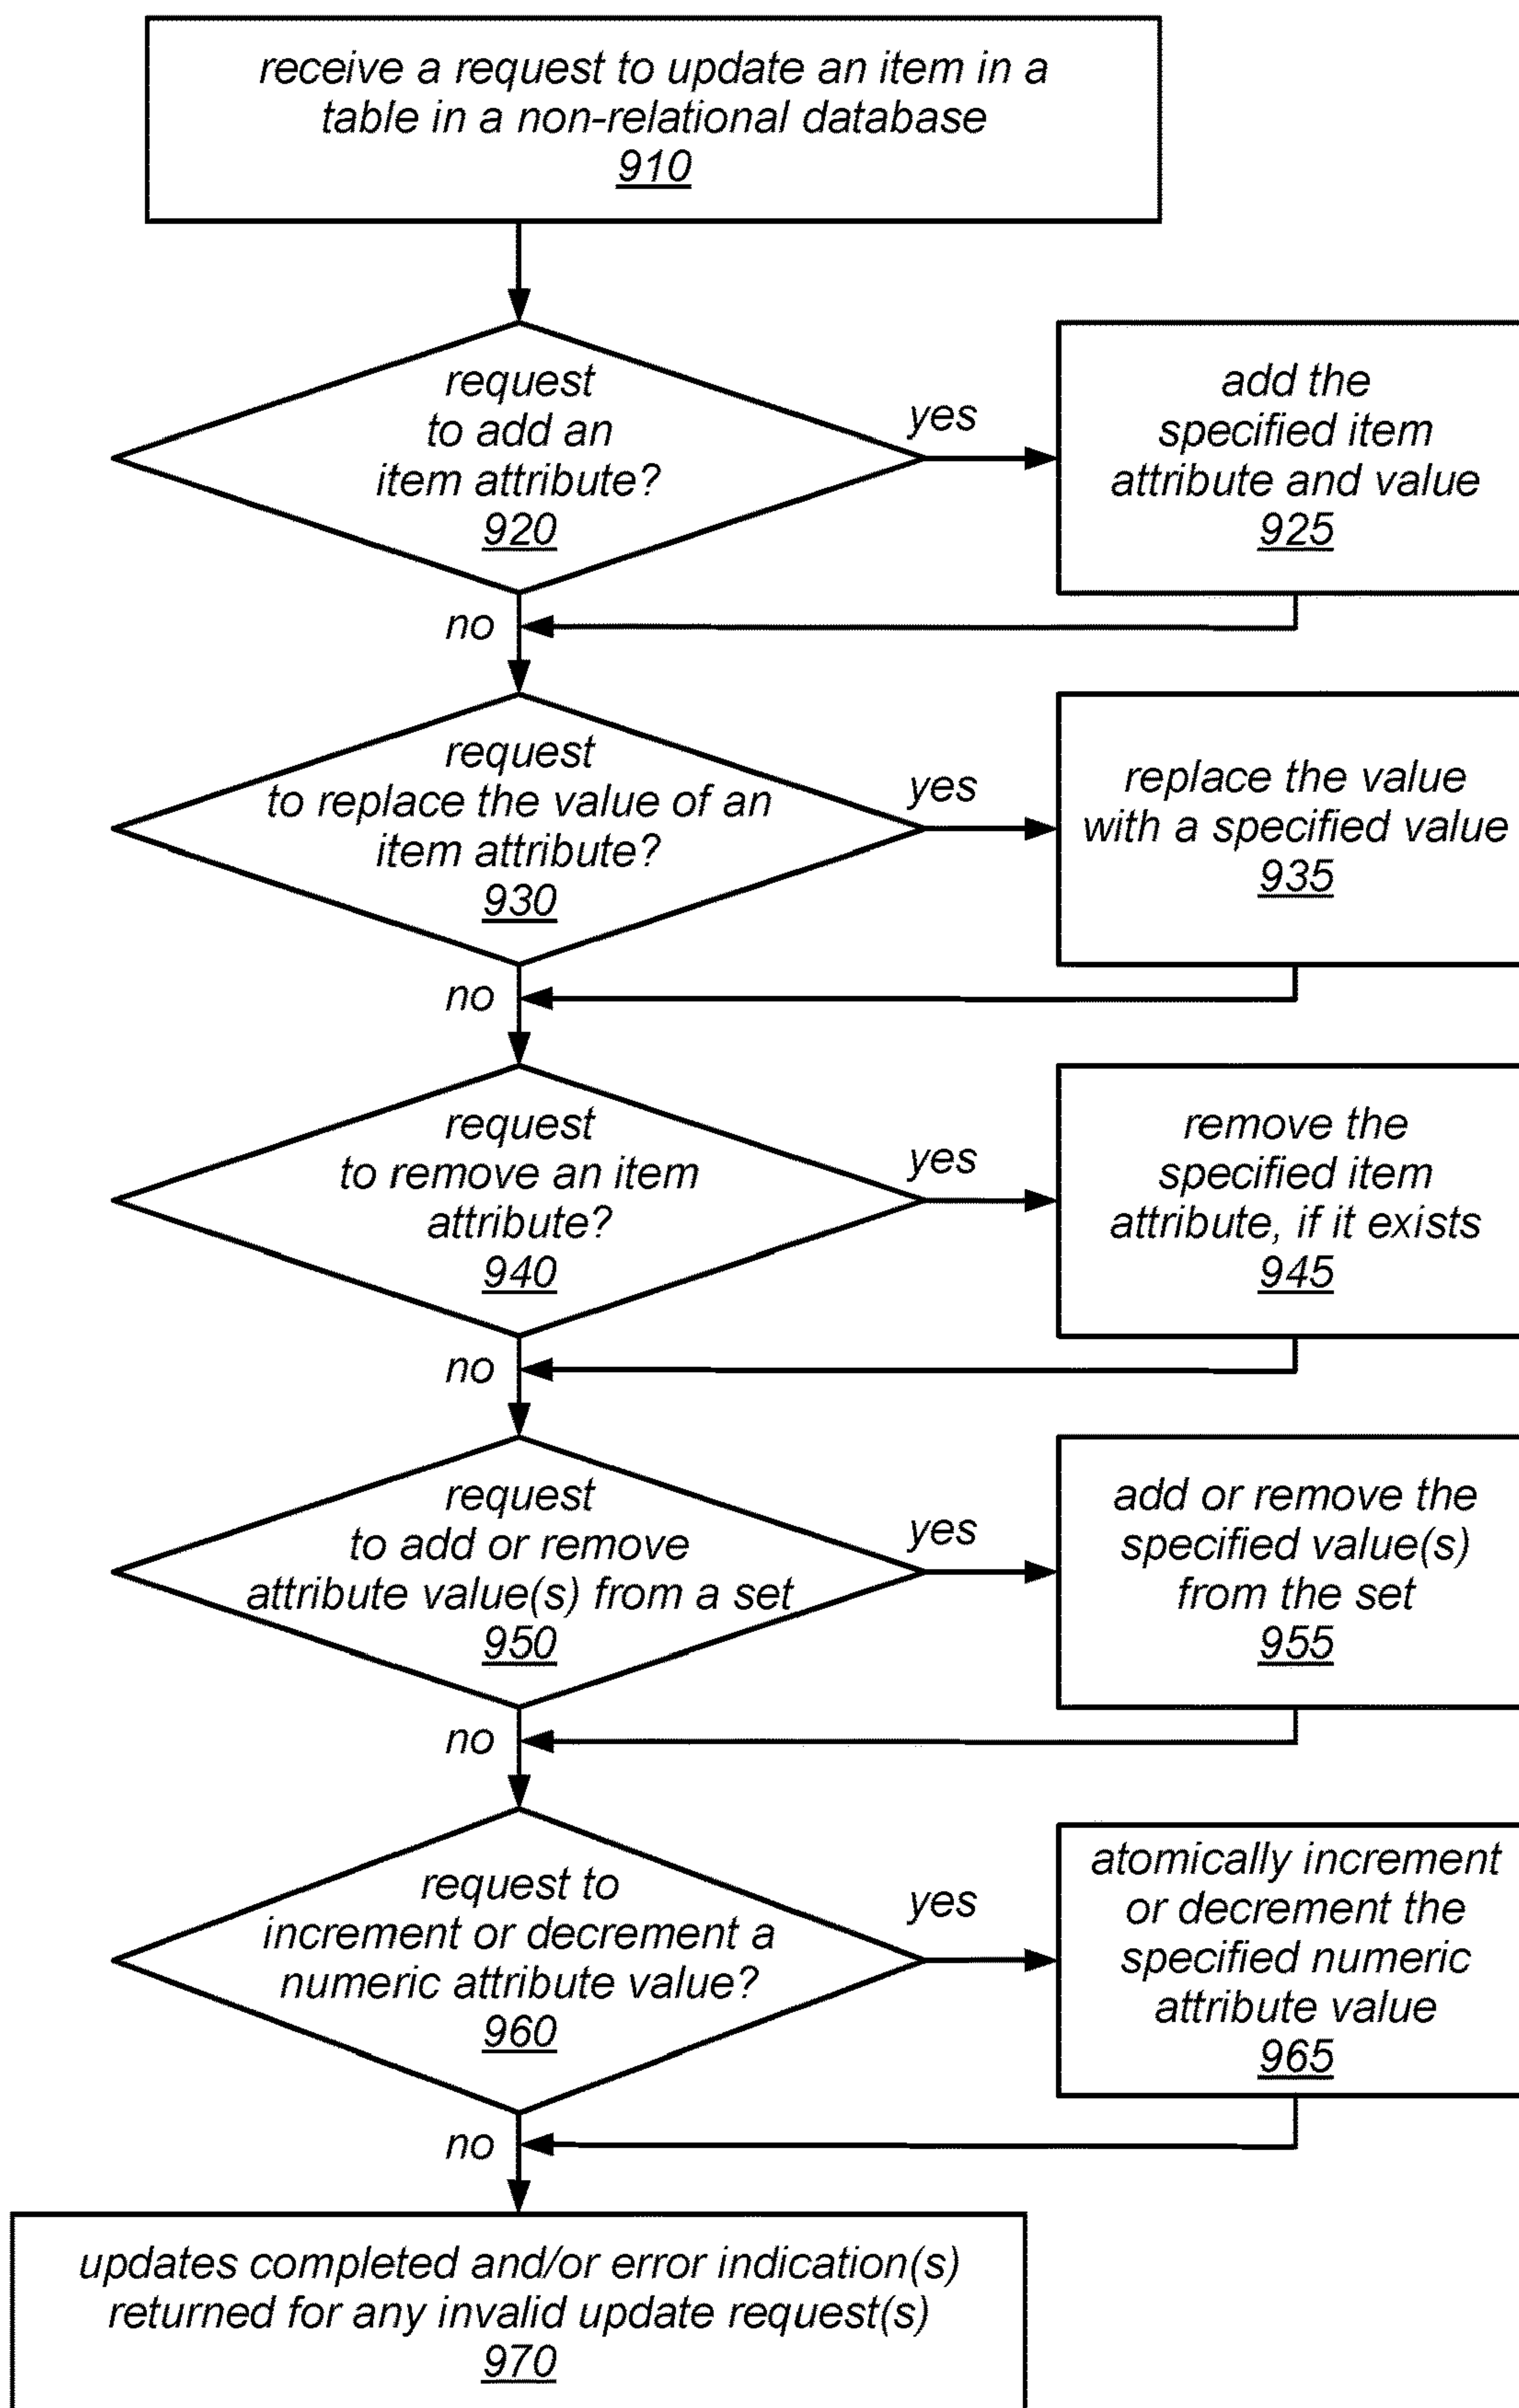 receive a request to update an item in a
table in a non-relational database
910
request
to add an
item attribute?
920
yes
add the
specified item
attribute and value
925
no
request
to replace the value of an
item attribute?
930
yes
replace the value
with a specified value
935
no
request
to remove an item
attribute?
940
yes
remove the
specified item
attribute, if it exists
945
no
request
to add or remove
attribute value(s) from a set
950
yes
add or remove the
specified value(s)
from the set
955
no
request to
increment or decrement a
numeric attribute value?
960
yes
atomically increment
or decrement the
specified numeric
attribute value
965
no
updates completed and/or error indication(s)
returned for any invalid update request(s)
970